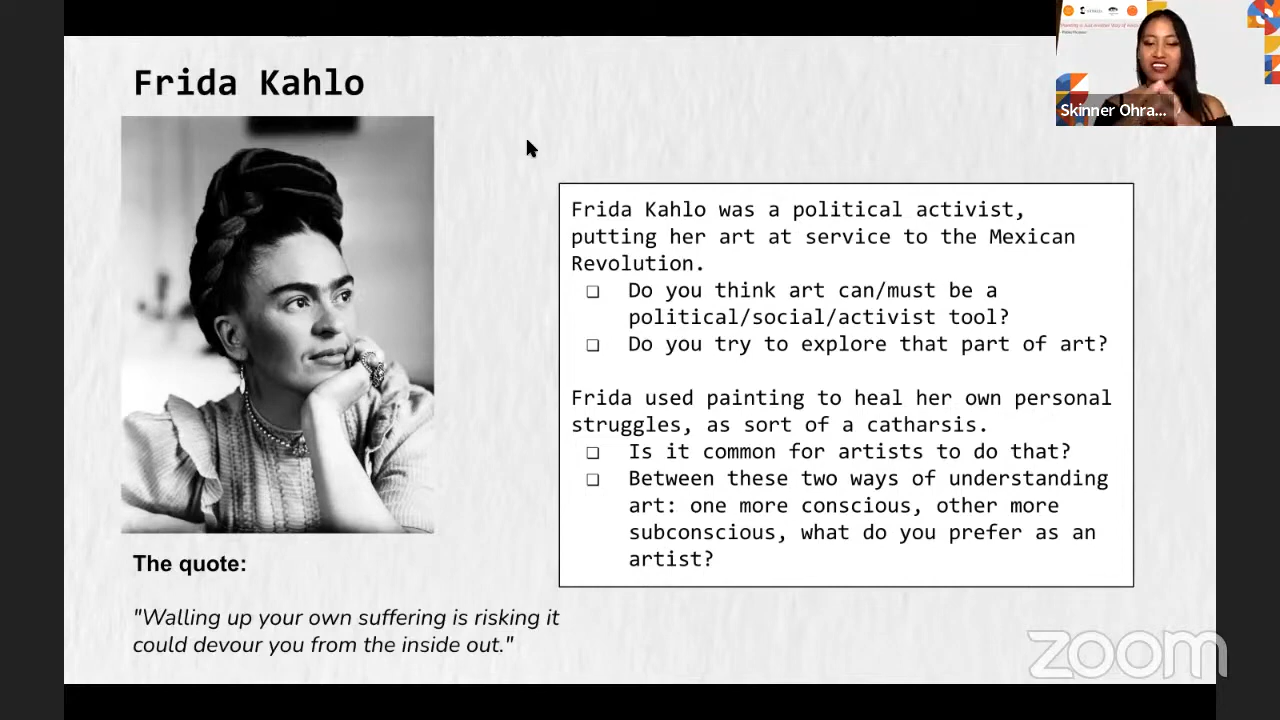 Frida Kahlo
Skinner Ohra...
Frida Kahlo was a political activist,
putting her art at service to the Mexican
Revolution.
❑ Do you think art can/must be a
political/social/activist tool?
❑ Do you try to explore that part of art?
Frida used painting to heal her own personal
struggles, as sort of a catharsis.
❑ Is it common for artists to do that?
❑ Between these two ways of understanding
art: one more conscious, other more
subconscious, what do you prefer as an
artist?
The quote:
"Walling up your own suffering is risking it
could devour you from the inside out."
zoom